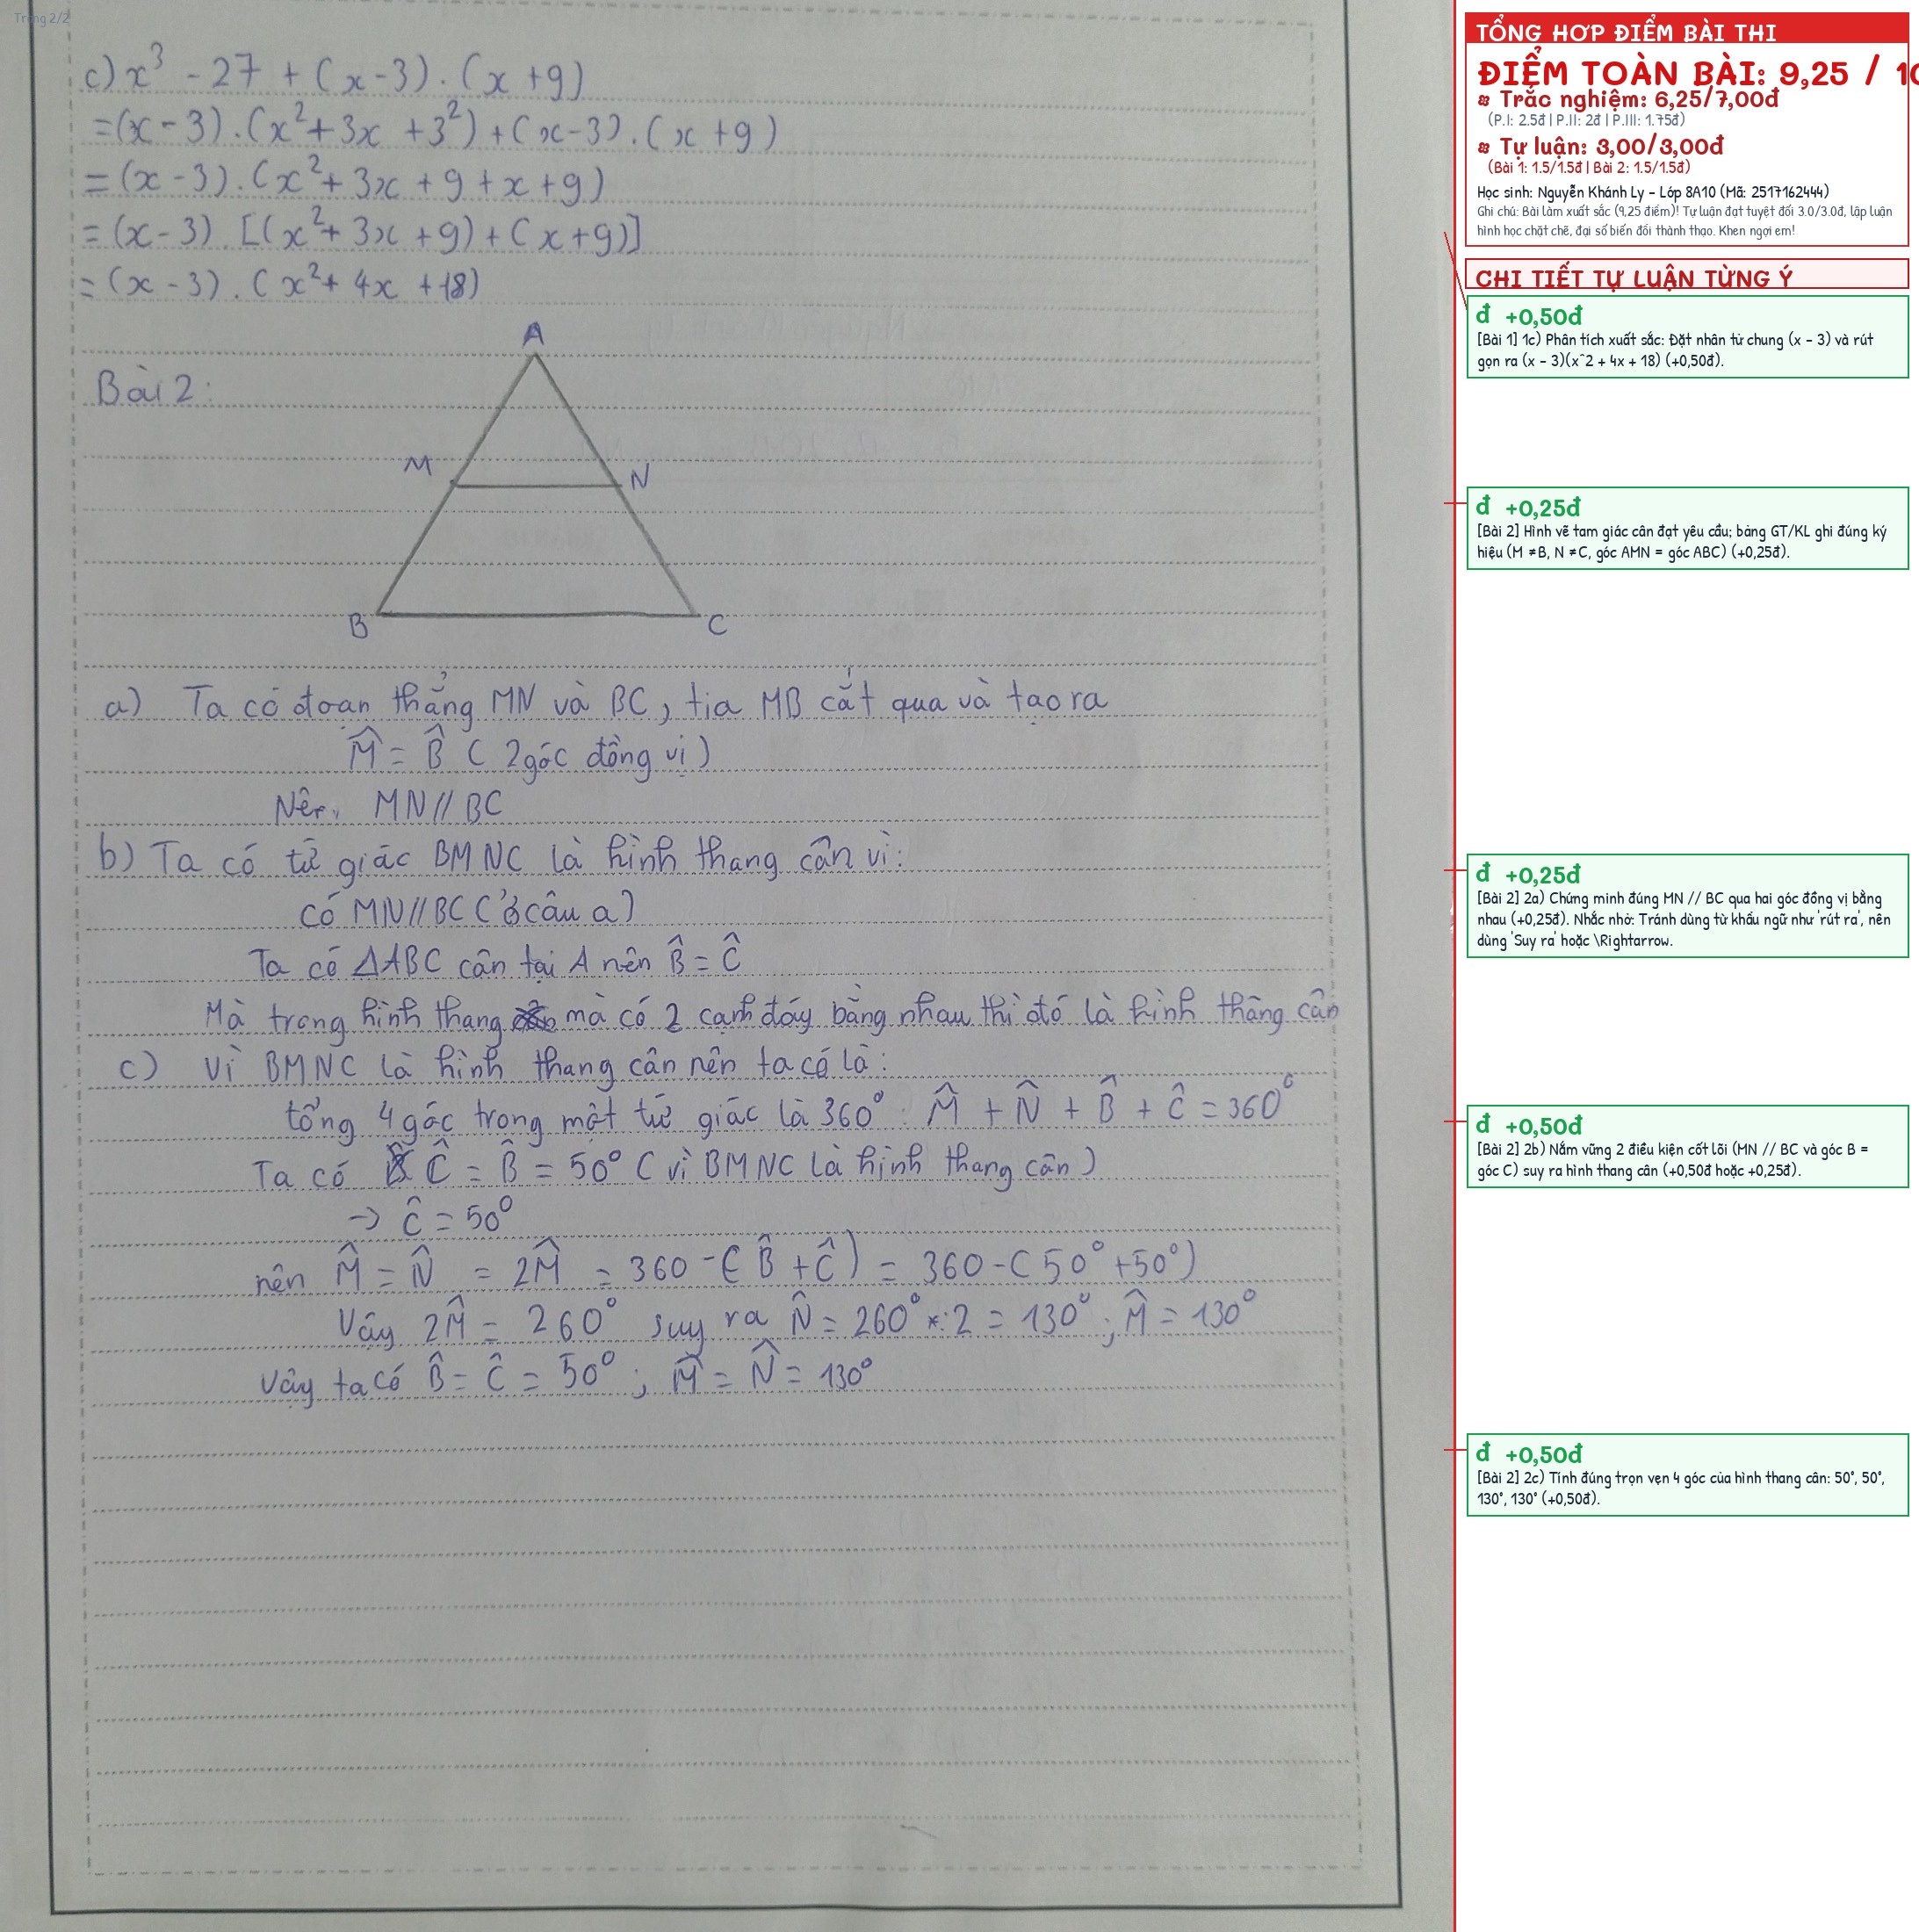 Trang 2/2
c) x³ - 27 + (x-3).(x+9)
=(x-3).(x²+3x+3²)+(x-3).(x+9)
=(x-3).(x²+3x+9+x+9)
=(x-3).[(x²+3x+9)+(x+9)]
=(x-3).(x²+4x+18)
A
Bài 2:
M
N
B
C
a) Ta có đoạn thẳng MN và BC, tia MB cắt qua và tạo ra
M̂ = B̂ (2 góc đồng vị)
Nên MN//BC
b) Ta có tứ giác BMNC là hình thang cân vì:
có MN//BC (ở câu a)
Ta có ΔABC cân tại A nên B̂ = Ĉ
Mà trong hình thang mà có 2 cạnh đáy bằng nhau thì đó là hình thang cân
c) Vì BMNC là hình thang cân nên ta có là:
tổng 4 góc trong một tứ giác là 360° : M̂ + N̂ + B̂ + Ĉ = 360°
Ta có Ĉ = B̂ = 50° (vì BMNC là hình thang cân)
→ Ĉ = 50°
nên M̂ = N̂ = 2M̂ = 360 - (B̂ + Ĉ) = 360 - (50° + 50°)
Vậy 2M̂ = 260° suy ra N̂ = 260° : 2 = 130° ; M̂ = 130°
Vậy ta có B̂ = Ĉ = 50° ; M̂ = N̂ = 130°
TỔNG HỢP ĐIỂM BÀI THI
ĐIỂM TOÀN BÀI: 9,25 / 10
Trắc nghiệm: 6,25/7,00đ
(P.I: 2.5đ | P.II: 2đ | P.III: 1.75đ)
Tự luận: 3,00/3,00đ
(Bài 1: 1.5/1.5đ | Bài 2: 1.5/1.5đ)
Học sinh: Nguyễn Khánh Ly - Lớp 8A10 (Mã: 2517162444)
Ghi chú: Bài làm xuất sắc (9,25 điểm)! Tự luận đạt tuyệt đối 3.0/3.0đ, lập luận
hình học chặt chẽ, đại số biến đổi thành thạo. Khen ngợi em!
CHI TIẾT TỰ LUẬN TỪNG Ý
đ +0,50đ
[Bài 1] 1c) Phân tích xuất sắc: Đặt nhân tử chung (x - 3) và rút
gọn ra (x - 3)(x^2 + 4x + 18) (+0,50đ).
đ +0,25đ
[Bài 2] Hình vẽ tam giác cân đạt yêu cầu; bảng GT/KL ghi đúng ký
hiệu (M ≠B, N ≠C, góc AMN = góc ABC) (+0,25đ).
đ +0,25đ
[Bài 2] 2a) Chứng minh đúng MN // BC qua hai góc đồng vị bằng
nhau (+0,25đ). Nhắc nhở: Tránh dùng từ khẩu ngữ như 'rút ra', nên
dùng 'Suy ra' hoặc \Rightarrow.
đ +0,50đ
[Bài 2] 2b) Nắm vững 2 điều kiện cốt lõi (MN // BC và góc B =
góc C) suy ra hình thang cân (+0,50đ hoặc +0,25đ).
đ +0,50đ
[Bài 2] 2c) Tính đúng trọn vẹn 4 góc của hình thang cân: 50°, 50°,
130°, 130° (+0,50đ).